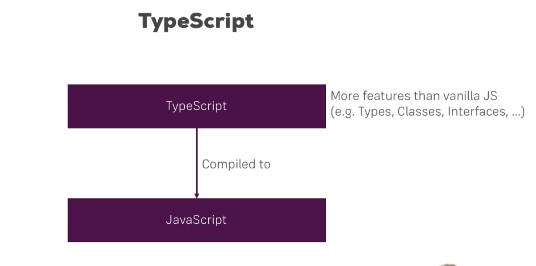 TypeScript
TypeScript
More features than vanilla JS
(e.g. Types, Classes, Interfaces, ...)
Compiled to
JavaScript